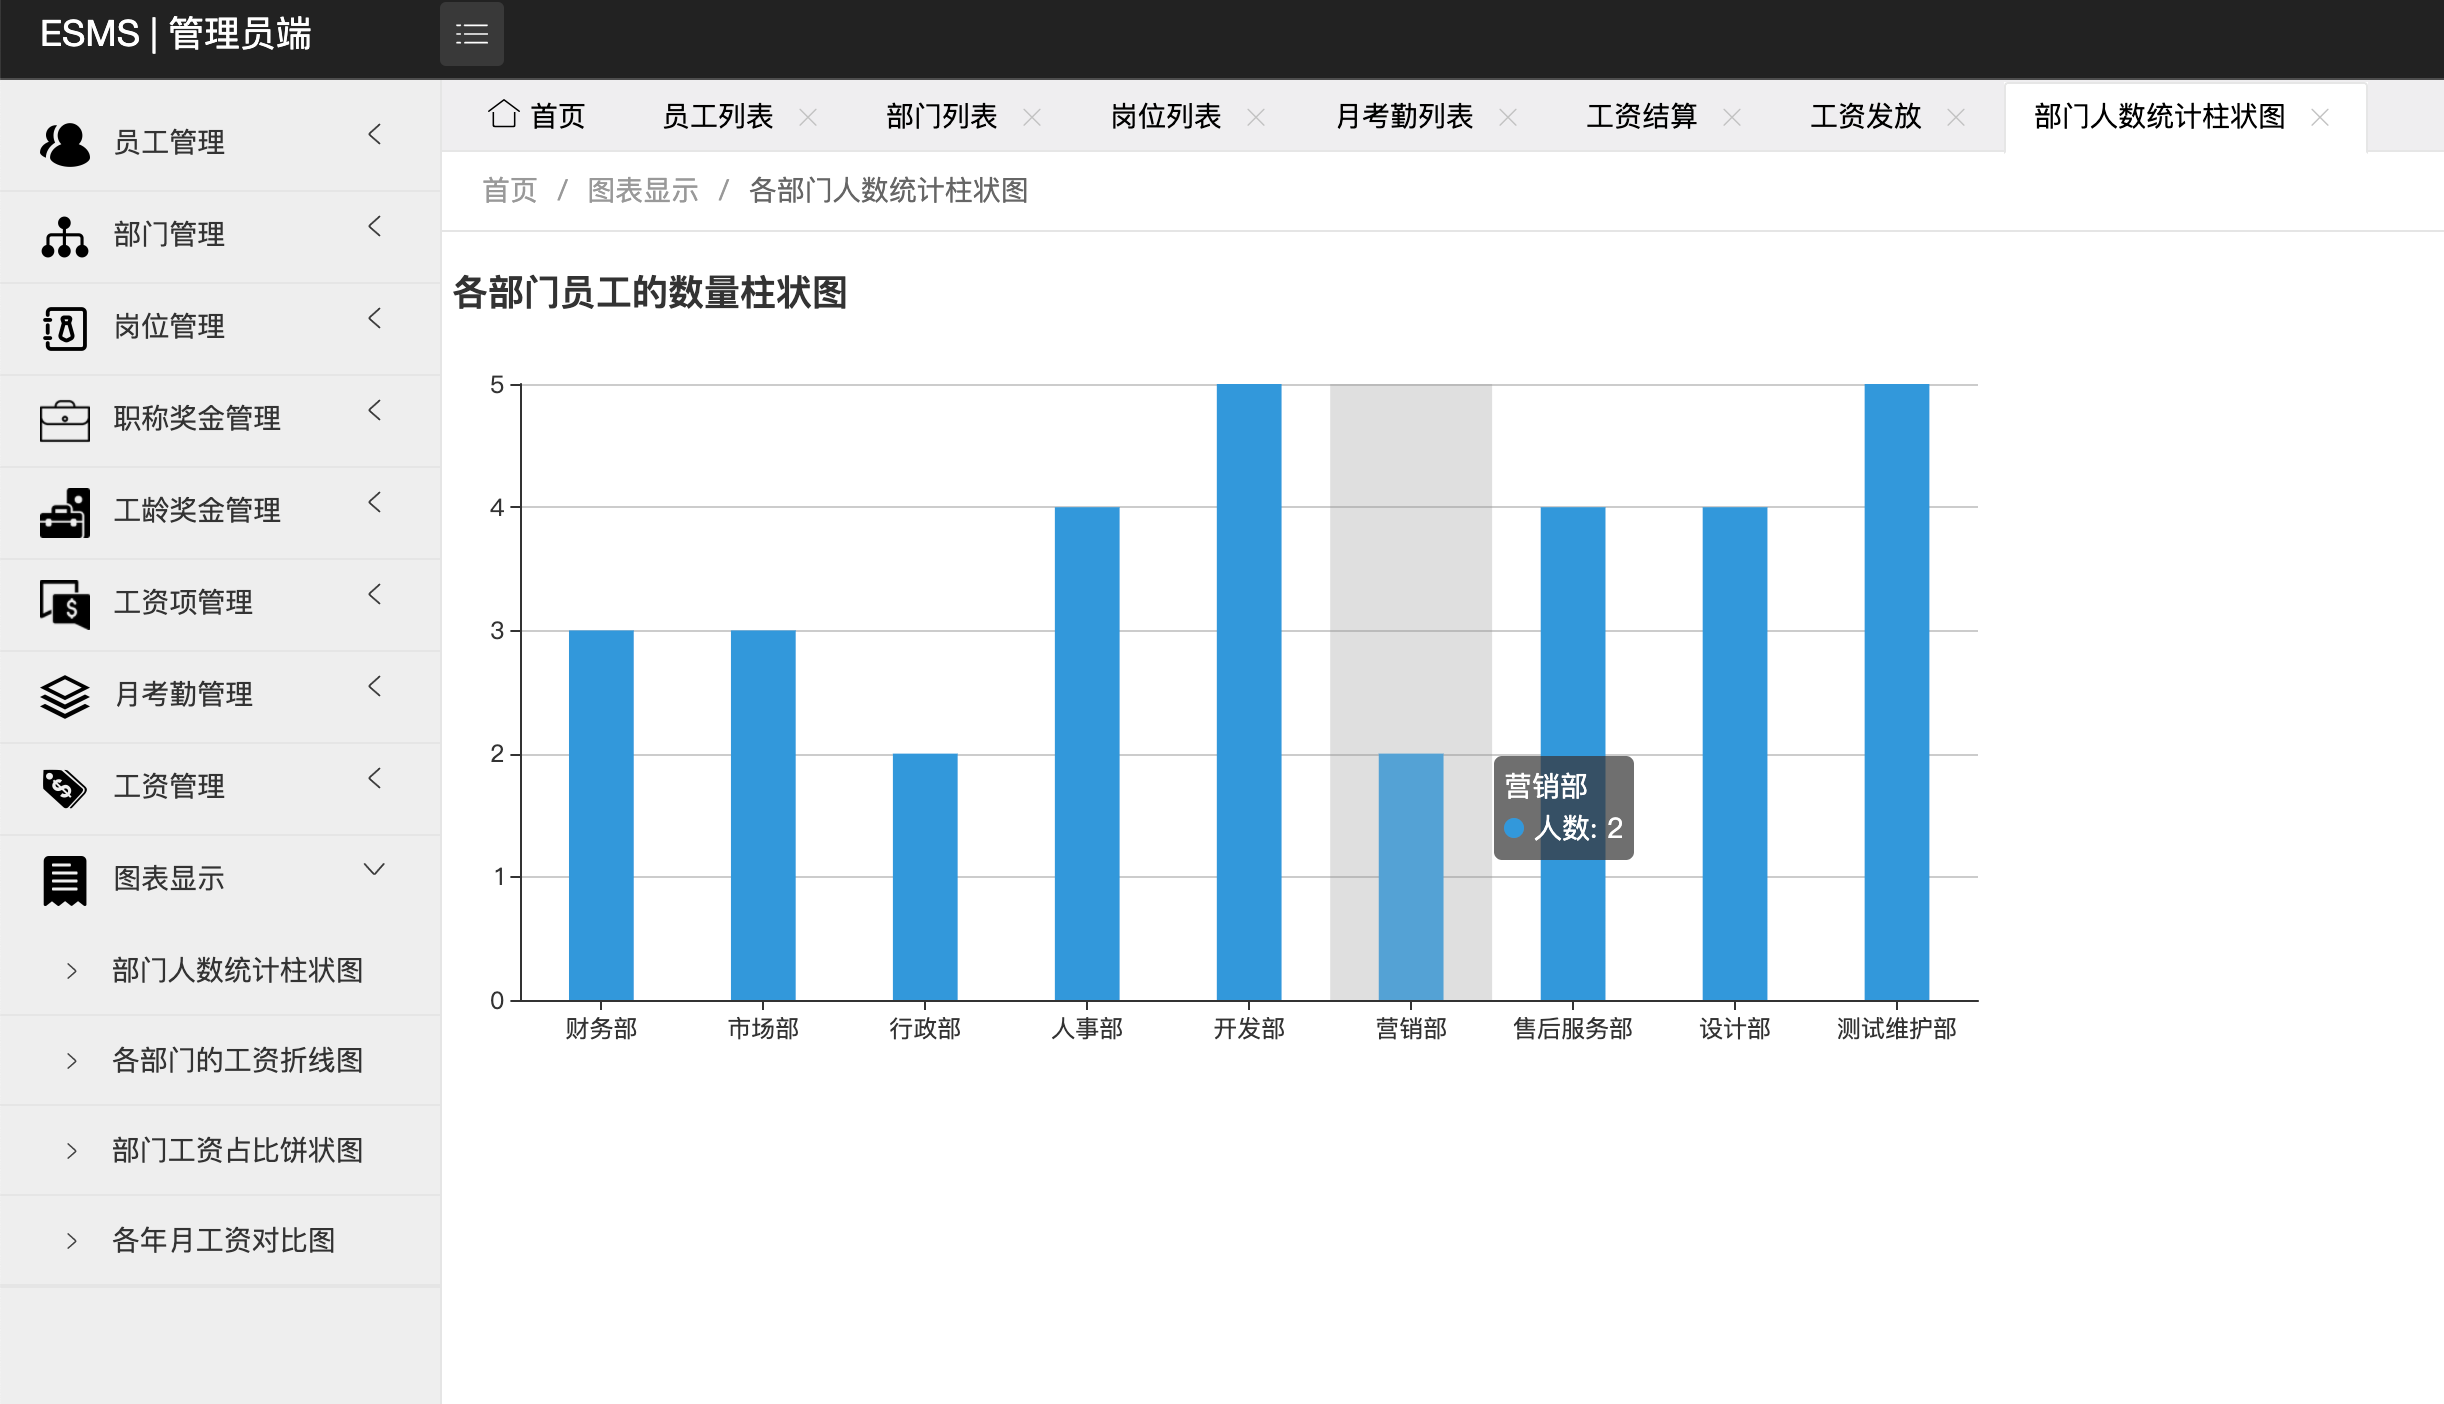 ESMS | 管理员端
首页 员工列表 部门列表 岗位列表 月考勤列表 工资结算 工资发放 部门人数统计柱状图
首页 / 图表显示 / 各部门人数统计柱状图
员工管理
部门管理
岗位管理
职称奖金管理
工龄奖金管理
工资项管理
月考勤管理
工资管理
图表显示
部门人数统计柱状图
各部门的工资折线图
部门工资占比饼状图
各年月工资对比图
各部门员工的数量柱状图
5
4
3
2
1
0
营销部
人数: 2
财务部 市场部 行政部 人事部 开发部 营销部 售后服务部 设计部 测试维护部